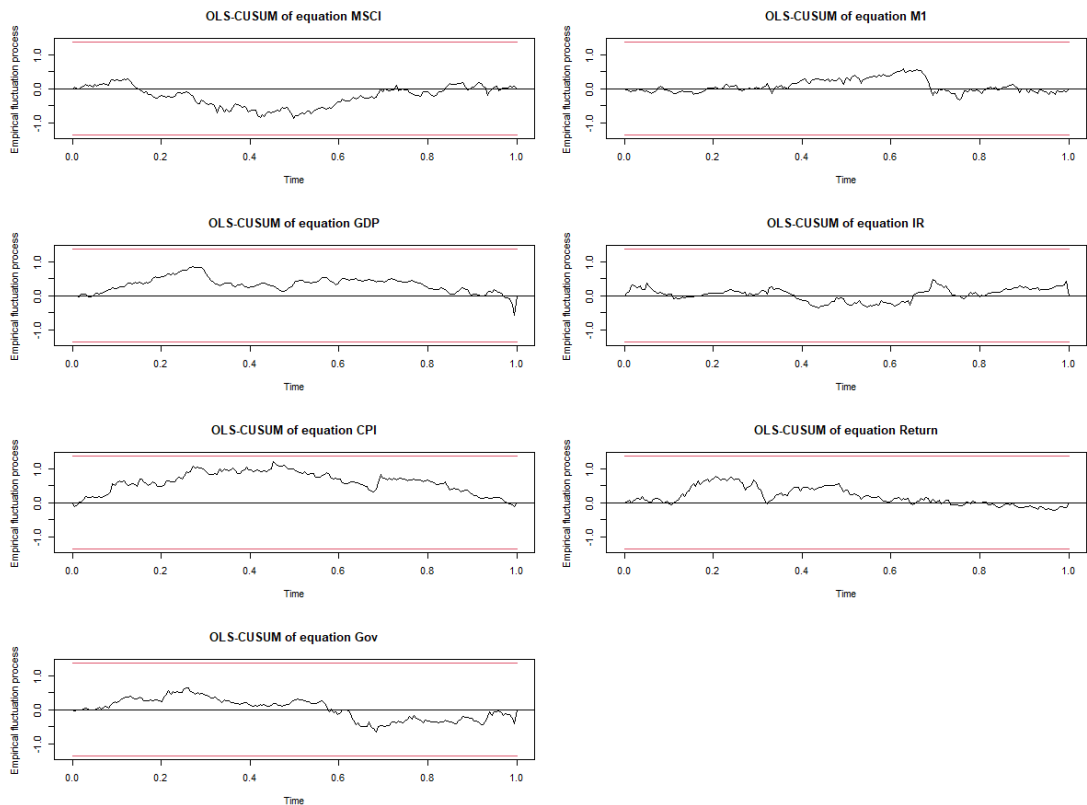 OLS-CUSUM of equation MSCI
Empirical fluctuation process
1.0
0.0
-1.0
0.0 0.2 0.4 0.6 0.8 1.0
Time
OLS-CUSUM of equation M1
Empirical fluctuation process
1.0
0.0
-1.0
0.0 0.2 0.4 0.6 0.8 1.0
Time
OLS-CUSUM of equation GDP
Empirical fluctuation process
1.0
0.0
-1.0
0.0 0.2 0.4 0.6 0.8 1.0
Time
OLS-CUSUM of equation IR
Empirical fluctuation process
1.0
0.0
-1.0
0.0 0.2 0.4 0.6 0.8 1.0
Time
OLS-CUSUM of equation CPI
Empirical fluctuation process
1.0
0.0
-1.0
0.0 0.2 0.4 0.6 0.8 1.0
Time
OLS-CUSUM of equation Return
Empirical fluctuation process
1.0
0.0
-1.0
0.0 0.2 0.4 0.6 0.8 1.0
Time
OLS-CUSUM of equation Gov
Empirical fluctuation process
1.0
0.0
-1.0
0.0 0.2 0.4 0.6 0.8 1.0
Time